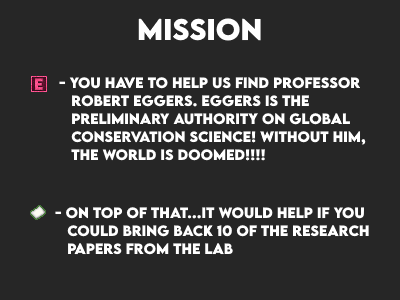 MISSION
E - YOU HAVE TO HELP US FIND PROFESSOR
ROBERT EGGERS. EGGERS IS THE
PRELIMINARY AUTHORITY ON GLOBAL
CONSERVATION SCIENCE! WITHOUT HIM,
THE WORLD IS DOOMED!!!!
- ON TOP OF THAT...IT WOULD HELP IF YOU
COULD BRING BACK 10 OF THE RESEARCH
PAPERS FROM THE LAB